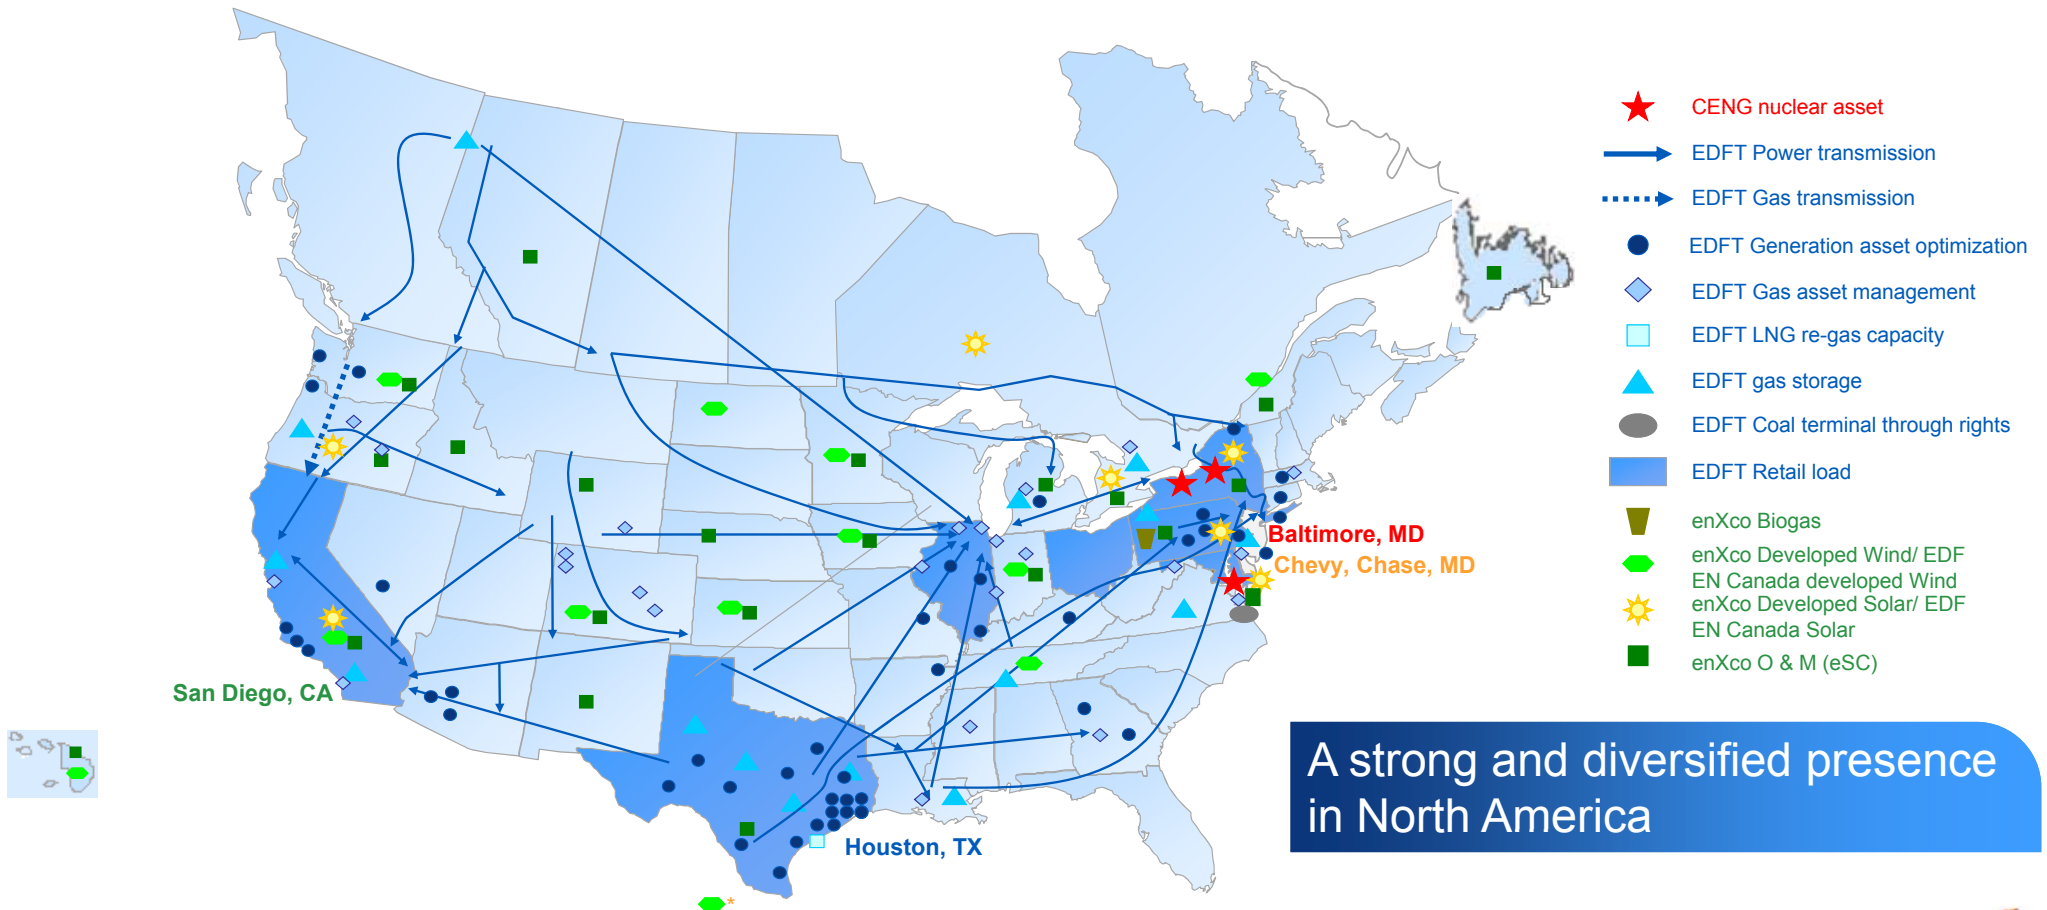 CENG nuclear asset
EDFT Power transmission
EDFT Gas transmission
EDFT Generation asset optimization
EDFT Gas asset management
EDFT LNG re-gas capacity
EDFT gas storage
EDFT Coal terminal through rights
EDFT Retail load
enXco Biogas
enXco Developed Wind/ EDF
EN Canada developed Wind
enXco Developed Solar/ EDF
EN Canada Solar
enXco O & M (eSC)
Baltimore, MD
Chevy, Chase, MD
San Diego, CA
Houston, TX
*
A strong and diversified presence
in North America